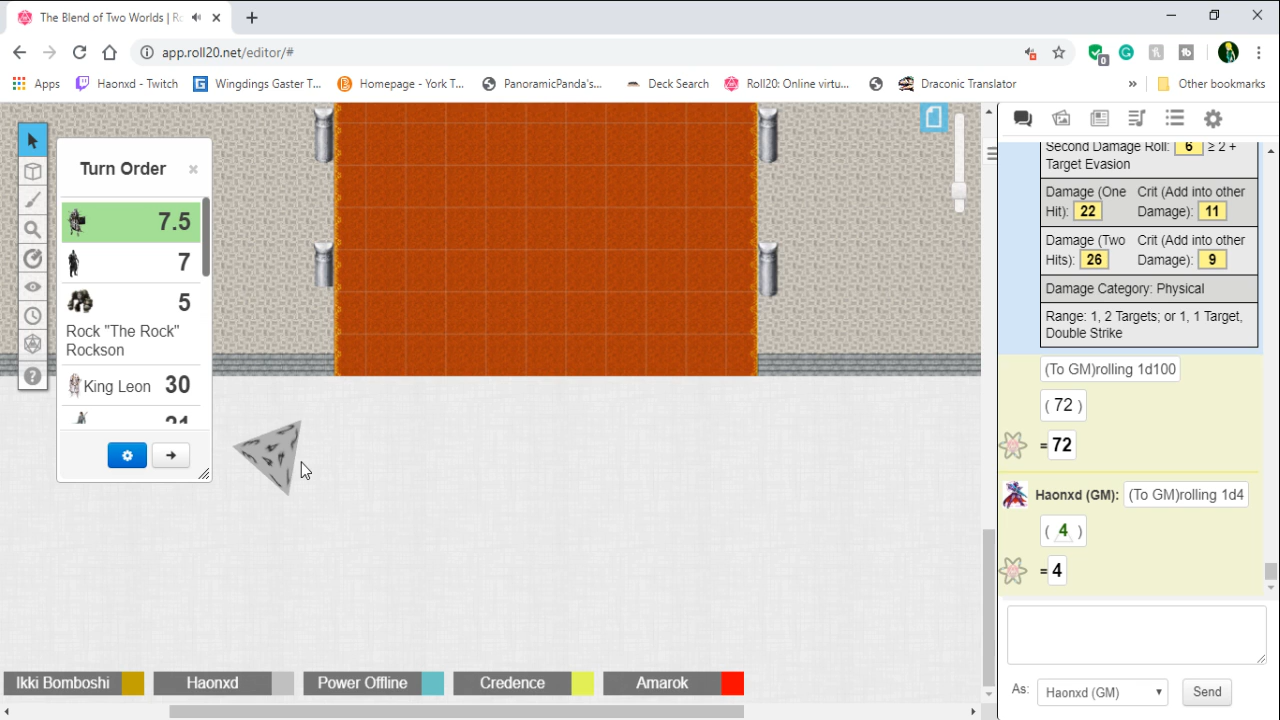 The Blend of Two Worlds | Ro
app.roll20.net/editor/#
0
Apps
Haonxd - Twitch
Wingdings Gaster T...
Homepage - York T...
PanoramicPanda's...
Deck Search
Roll20: Online virtu...
Draconic Translator
»
Other bookmarks
Turn Order
7.5
7
5
Rock "The Rock"
Rockson
King Leon 30
Second Damage Roll: 6 ≥ 2 +
Target Evasion
Damage (One Hit): 22
Crit (Add into other Damage): 11
Damage (Two Hits): 26
Crit (Add into other Damage): 9
Damage Category: Physical
Range: 1, 2 Targets; or 1, 1 Target,
Double Strike
(To GM)rolling 1d100
( 72 )
=72
Haonxd (GM): (To GM)rolling 1d4
( 4 )
=4
Ikki Bomboshi
Haonxd
Power Offline
Credence
Amarok
As: Haonxd (GM) Send